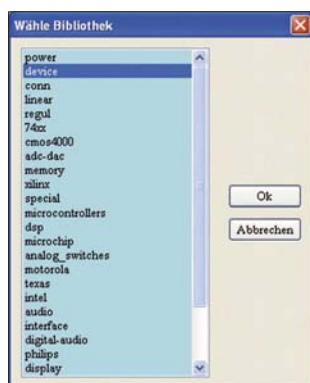 Wähle Bibliothek
power
device
conn
linear
regul
74xx
cmos4000
adc-dac
memory
xilinx
special
microcontrollers
dsp
microchip
analog_switches
motorola
texas
intel
audio
interface
digital-audio
philips
display
Ok
Abbrechen